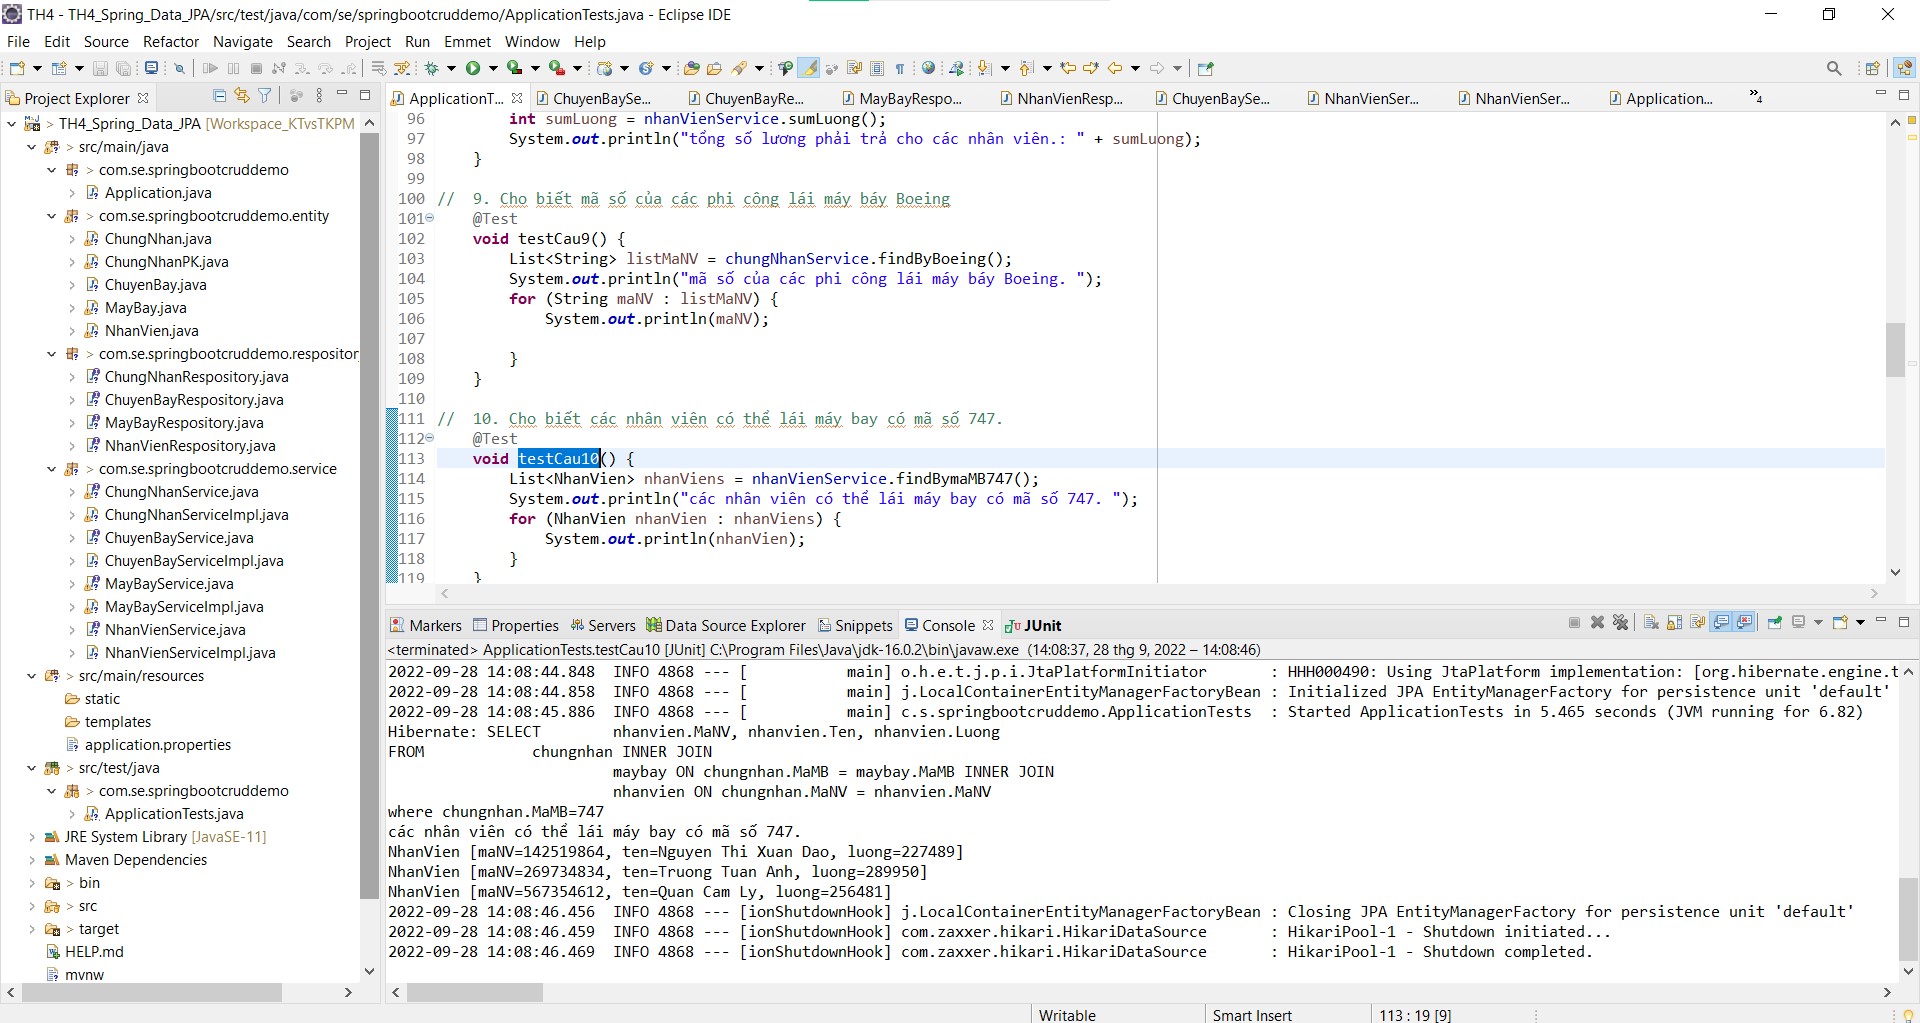 TH4 - TH4_Spring_Data_JPA/src/test/java/com/se/springbootcruddemo/ApplicationTests.java - Eclipse IDE
File Edit Source Refactor Navigate Search Project Run Emmet Window Help
Project Explorer
TH4_Spring_Data_JPA [Workspace_KTvsTKPM
> src/main/java
> com.se.springbootcruddemo
Application.java
> com.se.springbootcruddemo.entity
ChungNhan.java
ChungNhanPK.java
ChuyenBay.java
MayBay.java
NhanVien.java
> com.se.springbootcruddemo.respositor
ChungNhanRespository.java
ChuyenBayRespository.java
MayBayRespository.java
NhanVienRespository.java
> com.se.springbootcruddemo.service
ChungNhanService.java
ChungNhanServiceImpl.java
ChuyenBayService.java
ChuyenBayServiceImpl.java
MayBayService.java
MayBayServiceImpl.java
NhanVienService.java
NhanVienServiceImpl.java
> src/main/resources
static
templates
application.properties
> src/test/java
> com.se.springbootcruddemo
ApplicationTests.java
JRE System Library [JavaSE-11]
Maven Dependencies
> bin
> src
> target
HELP.md
mvnw
ApplicationT... ChuyenBaySe... ChuyenBayRe... MayBayRespo... NhanVienResp... ChuyenBaySe... NhanVienSer... NhanVienSer... Application... »4
96 int sumLuong = nhanVienService.sumLuong();
97 System.out.println("tổng số lương phải trả cho các nhân viên.: " + sumLuong);
98 }
99
100 // 9. Cho biết mã số của các phi công lái máy báy Boeing
101 @Test
102 void testCau9() {
103 List<String> listMaNV = chungNhanService.findByBoeing();
104 System.out.println("mã số của các phi công lái máy báy Boeing. ");
105 for (String maNV : listMaNV) {
106 System.out.println(maNV);
107
108 }
109 }
110
111 // 10. Cho biết các nhân viên có thể lái máy bay có mã số 747.
112 @Test
113 void testCau10() {
114 List<NhanVien> nhanViens = nhanVienService.findBymaMB747();
115 System.out.println("các nhân viên có thể lái máy bay có mã số 747. ");
116 for (NhanVien nhanVien : nhanViens) {
117 System.out.println(nhanVien);
118 }
119 }
Markers Properties Servers Data Source Explorer Snippets Console JUnit
<terminated> ApplicationTests.testCau10 [JUnit] C:\Program Files\Java\jdk-16.0.2\bin\javaw.exe (14:08:37, 28 thg 9, 2022 – 14:08:46)
2022-09-28 14:08:44.848 INFO 4868 --- [ main] o.h.e.t.j.p.i.JtaPlatformInitiator : HHH000490: Using JtaPlatform implementation: [org.hibernate.engine.t
2022-09-28 14:08:44.858 INFO 4868 --- [ main] j.LocalContainerEntityManagerFactoryBean : Initialized JPA EntityManagerFactory for persistence unit 'default'
2022-09-28 14:08:45.886 INFO 4868 --- [ main] c.s.springbootcruddemo.ApplicationTests : Started ApplicationTests in 5.465 seconds (JVM running for 6.82)
Hibernate: SELECT nhanvien.MaNV, nhanvien.Ten, nhanvien.Luong
FROM chungnhan INNER JOIN
maybay ON chungnhan.MaMB = maybay.MaMB INNER JOIN
nhanvien ON chungnhan.MaNV = nhanvien.MaNV
where chungnhan.MaMB=747
các nhân viên có thể lái máy bay có mã số 747.
NhanVien [maNV=142519864, ten=Nguyen Thi Xuan Dao, luong=227489]
NhanVien [maNV=269734834, ten=Truong Tuan Anh, luong=289950]
NhanVien [maNV=567354612, ten=Quan Cam Ly, luong=256481]
2022-09-28 14:08:46.456 INFO 4868 --- [ionShutdownHook] j.LocalContainerEntityManagerFactoryBean : Closing JPA EntityManagerFactory for persistence unit 'default'
2022-09-28 14:08:46.459 INFO 4868 --- [ionShutdownHook] com.zaxxer.hikari.HikariDataSource : HikariPool-1 - Shutdown initiated...
2022-09-28 14:08:46.469 INFO 4868 --- [ionShutdownHook] com.zaxxer.hikari.HikariDataSource : HikariPool-1 - Shutdown completed.
Writable Smart Insert 113 : 19 [9]